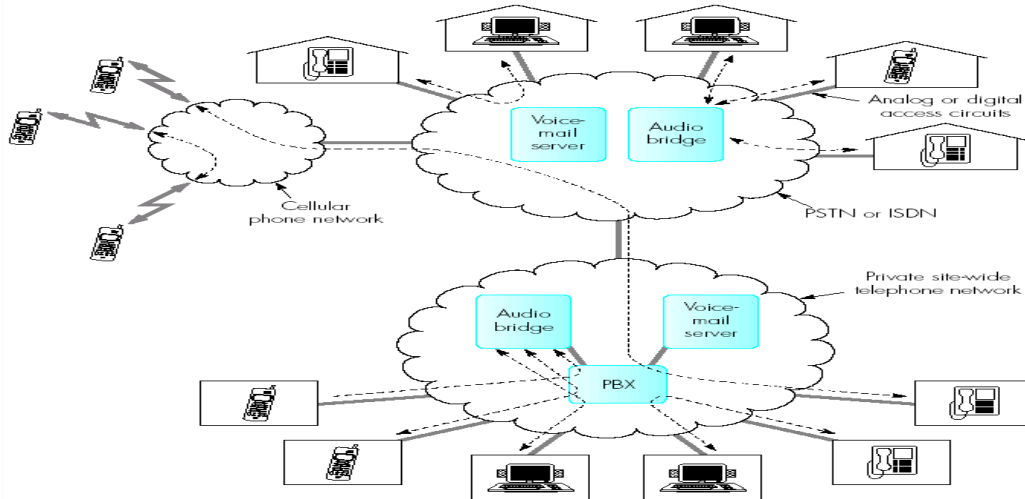 Voice-
mail
server
Audio
bridge
Analog or digital
access circuits
Cellular
phone network
PSTN or ISDN
Private site-wide
telephone network
Audio
bridge
Voice-
mail
server
PBX